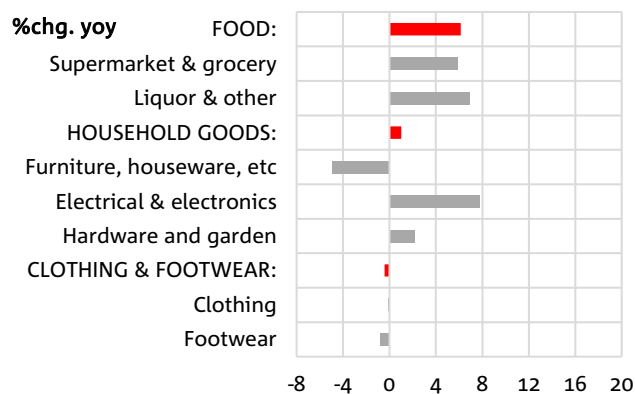 %chg. yoy FOOD:
Supermarket & grocery
Liquor & other
HOUSEHOLD GOODS:
Furniture, houseware, etc
Electrical & electronics
Hardware and garden
CLOTHING & FOOTWEAR:
Clothing
Footwear
-8 -4 0 4 8 12 16 20